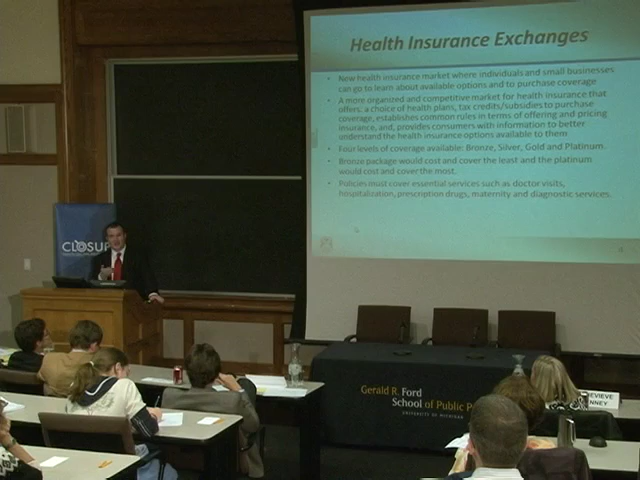 Health Insurance Exchanges
• New health insurance market where individuals and small businesses
can go to learn about available options and to purchase coverage
• A more organized and competitive market for health insurance that
offers: a choice of health plans, tax credits/subsidies to purchase
coverage, establishes common rules in terms of offering and pricing
insurance, and, provides consumers with information to better
understand the health insurance options available to them
• Four levels of coverage available: Bronze, Silver, Gold and Platinum.
• Bronze package would cost and cover the least and the platinum
would cost and cover the most.
• Policies must cover essential services such as doctor visits,
hospitalization, prescription drugs, maternity and diagnostic services.
CLOSUP
Gerald R. Ford
School of Public P
UNIVERSITY OF MICHIGAN
EVIEVE
NNEY